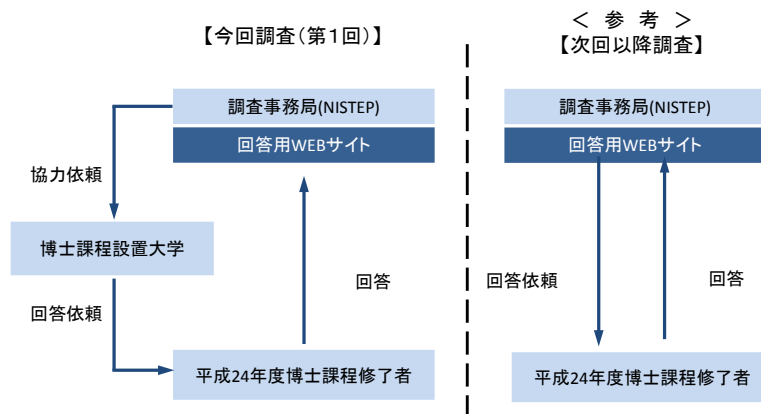 【今回調査（第１回）】
調査事務局(NISTEP)
回答用WEBサイト
協力依頼
博士課程設置大学
回答依頼
回答
平成24年度博士課程修了者
＜ 参 考 ＞
【次回以降調査】
調査事務局(NISTEP)
回答用WEBサイト
回答依頼
回答
平成24年度博士課程修了者